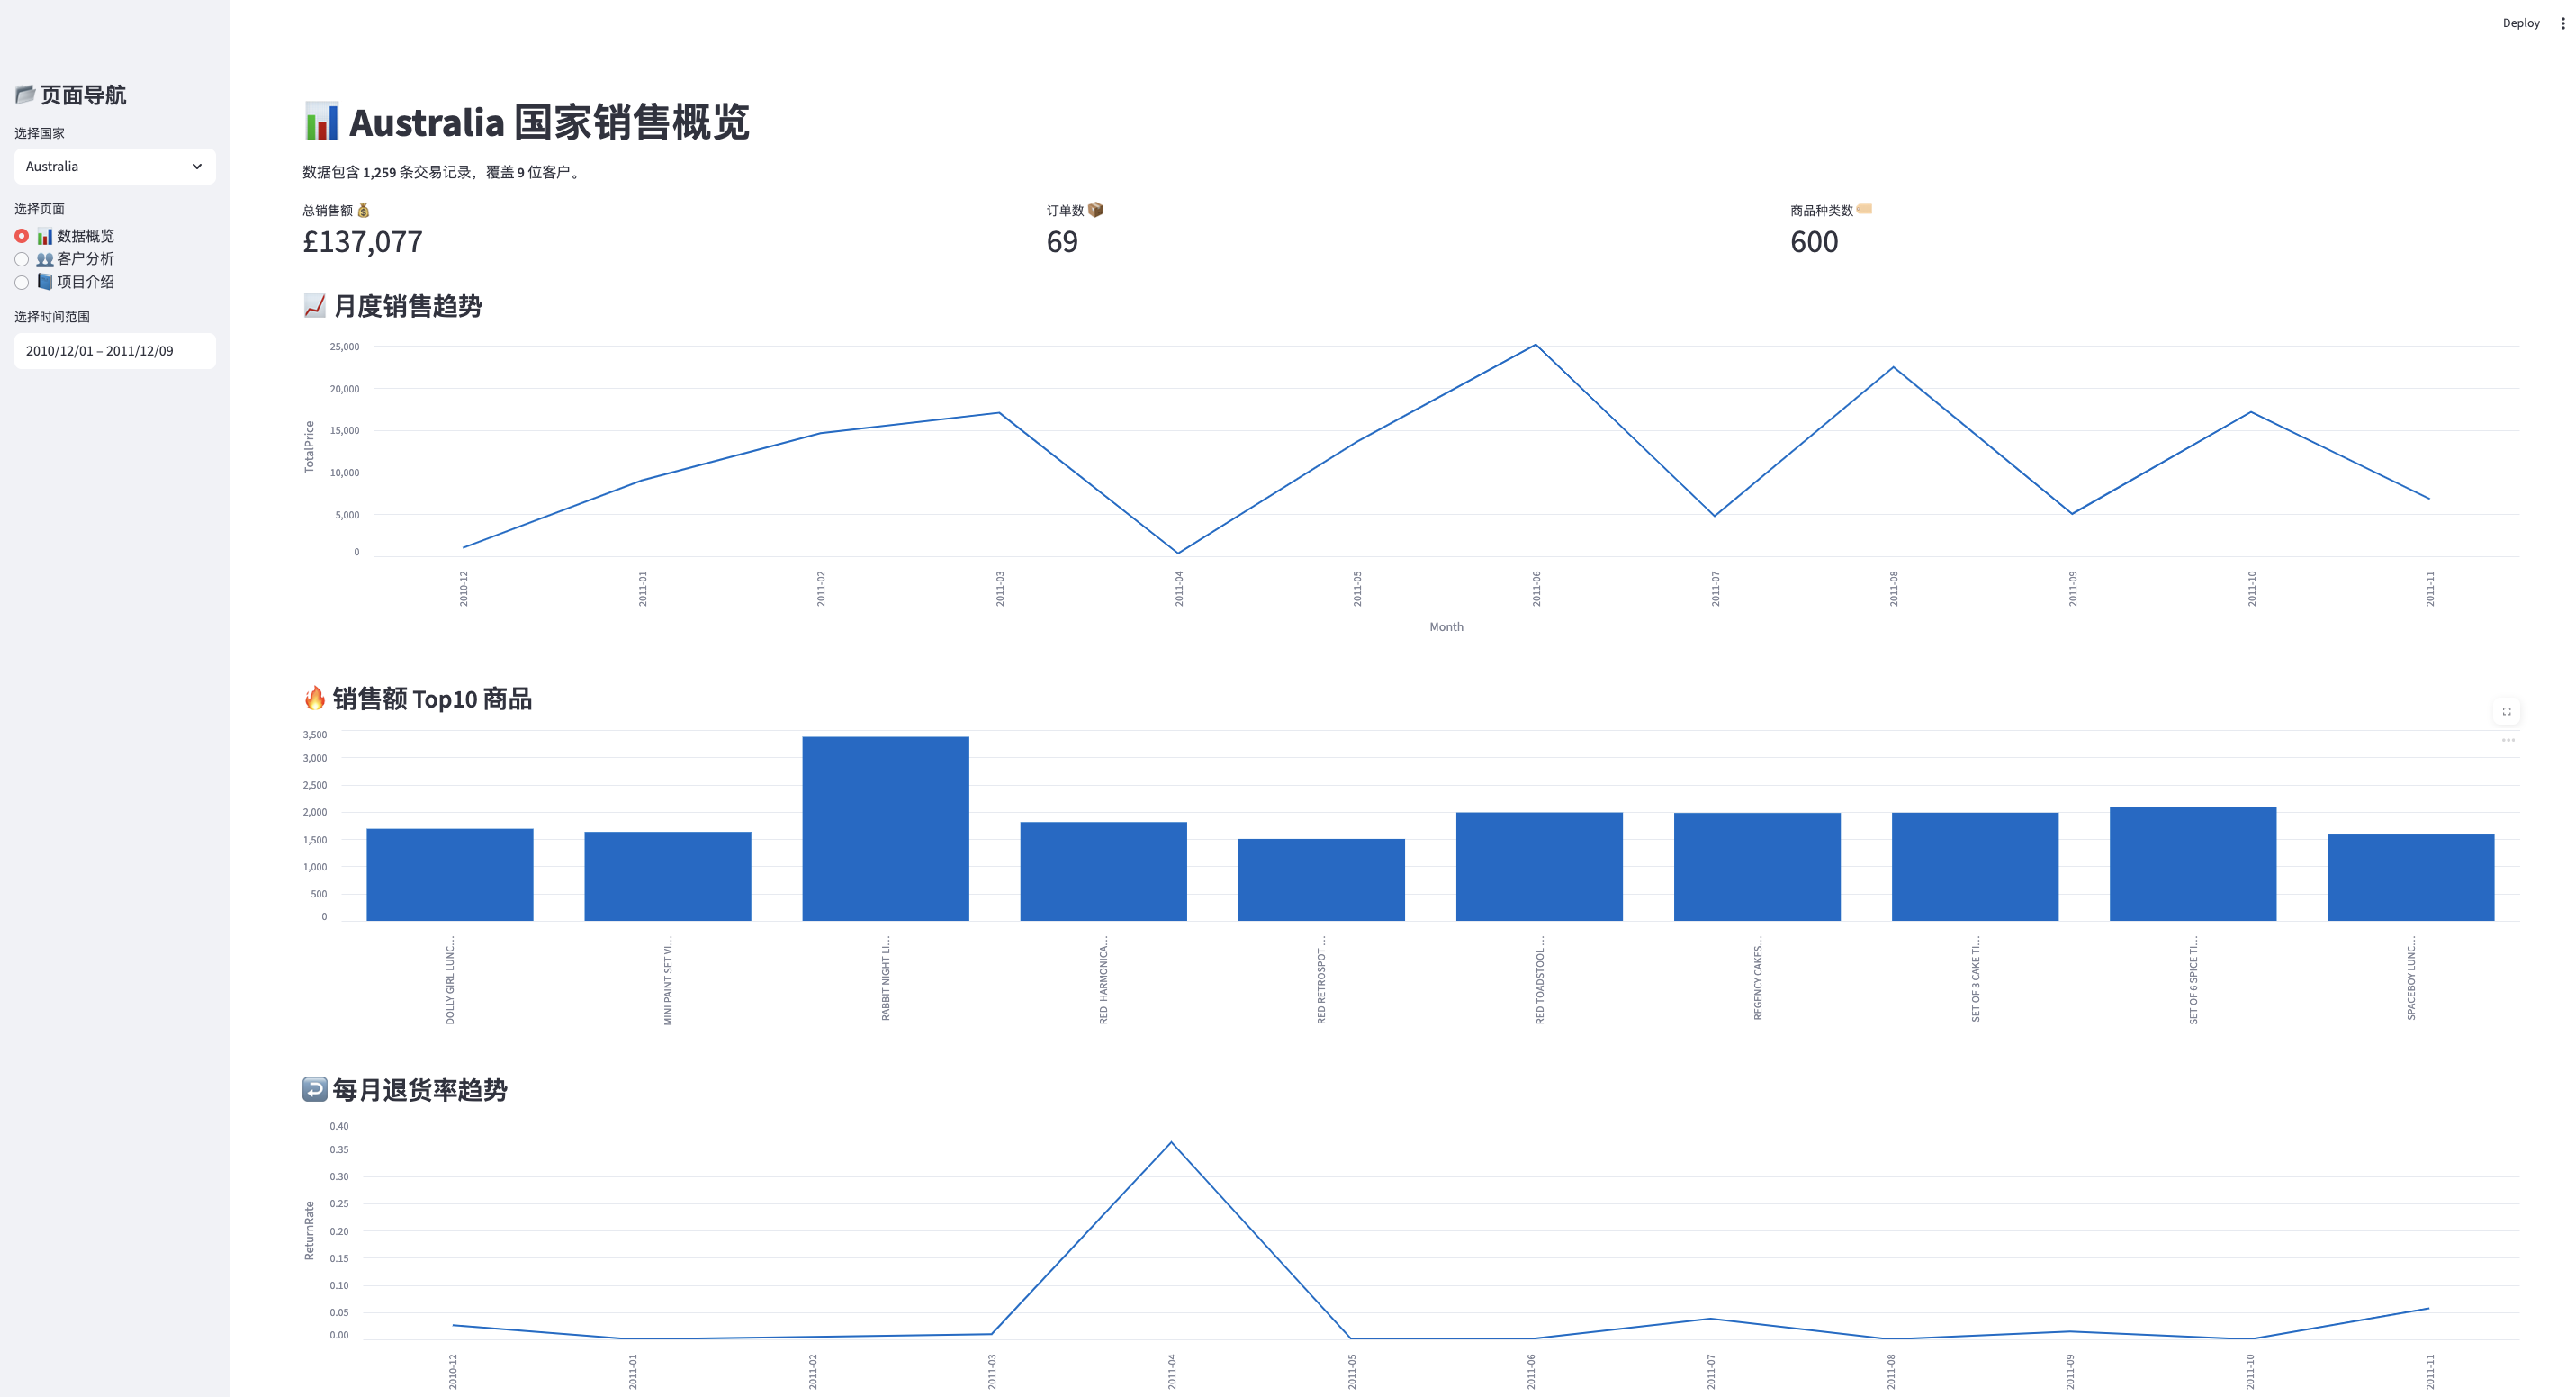 Deploy
页面导航
选择国家
Australia
选择页面
数据概览
客户分析
项目介绍
选择时间范围
2010/12/01 – 2011/12/09
Australia 国家销售概览
数据包含 1,259 条交易记录，覆盖 9 位客户。
总销售额
£137,077
订单数
69
商品种类数
600
月度销售趋势
25,000
20,000
15,000
10,000
5,000
0
TotalPrice
2010-12
2011-01
2011-02
2011-03
2011-04
2011-05
2011-06
2011-07
2011-08
2011-09
2011-10
2011-11
Month
销售额 Top10 商品
3,500
3,000
2,500
2,000
1,500
1,000
500
0
DOLLY GIRL LUNC…
MINI PAINT SET VI…
RABBIT NIGHT LI…
RED  HARMONICA…
RED RETROSPOT …
RED TOADSTOOL …
REGENCY CAKES…
SET OF 3 CAKE TI…
SET OF 6 SPICE TI…
SPACEBOY LUNC…
每月退货率趋势
0.40
0.35
0.30
0.25
0.20
0.15
0.10
0.05
0.00
ReturnRate
2010-12
2011-01
2011-02
2011-03
2011-04
2011-05
2011-06
2011-07
2011-08
2011-09
2011-10
2011-11